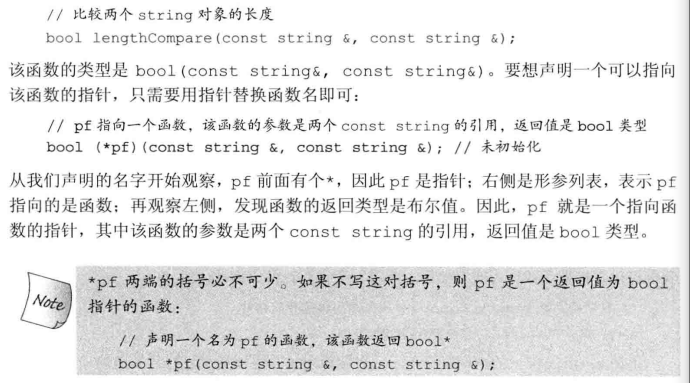 // 比较两个 string 对象的长度
bool lengthCompare(const string &, const string &);
该函数的类型是 bool(const string&, const string&)。要想声明一个可以指向
该函数的指针，只需要用指针替换函数名即可：
// pf 指向一个函数，该函数的参数是两个 const string 的引用，返回值是 bool 类型
bool (*pf)(const string &, const string &); // 未初始化
从我们声明的名字开始观察，pf 前面有个*，因此 pf 是指针；右侧是形参列表，表示 pf
指向的是函数；再观察左侧，发现函数的返回类型是布尔值。因此，pf 就是一个指向函
数的指针，其中该函数的参数是两个 const string 的引用，返回值是 bool 类型。
Note
*pf 两端的括号必不可少。如果不写这对括号，则 pf 是一个返回值为 bool
指针的函数：
// 声明一个名为 pf 的函数，该函数返回 bool*
bool *pf(const string &, const string &);